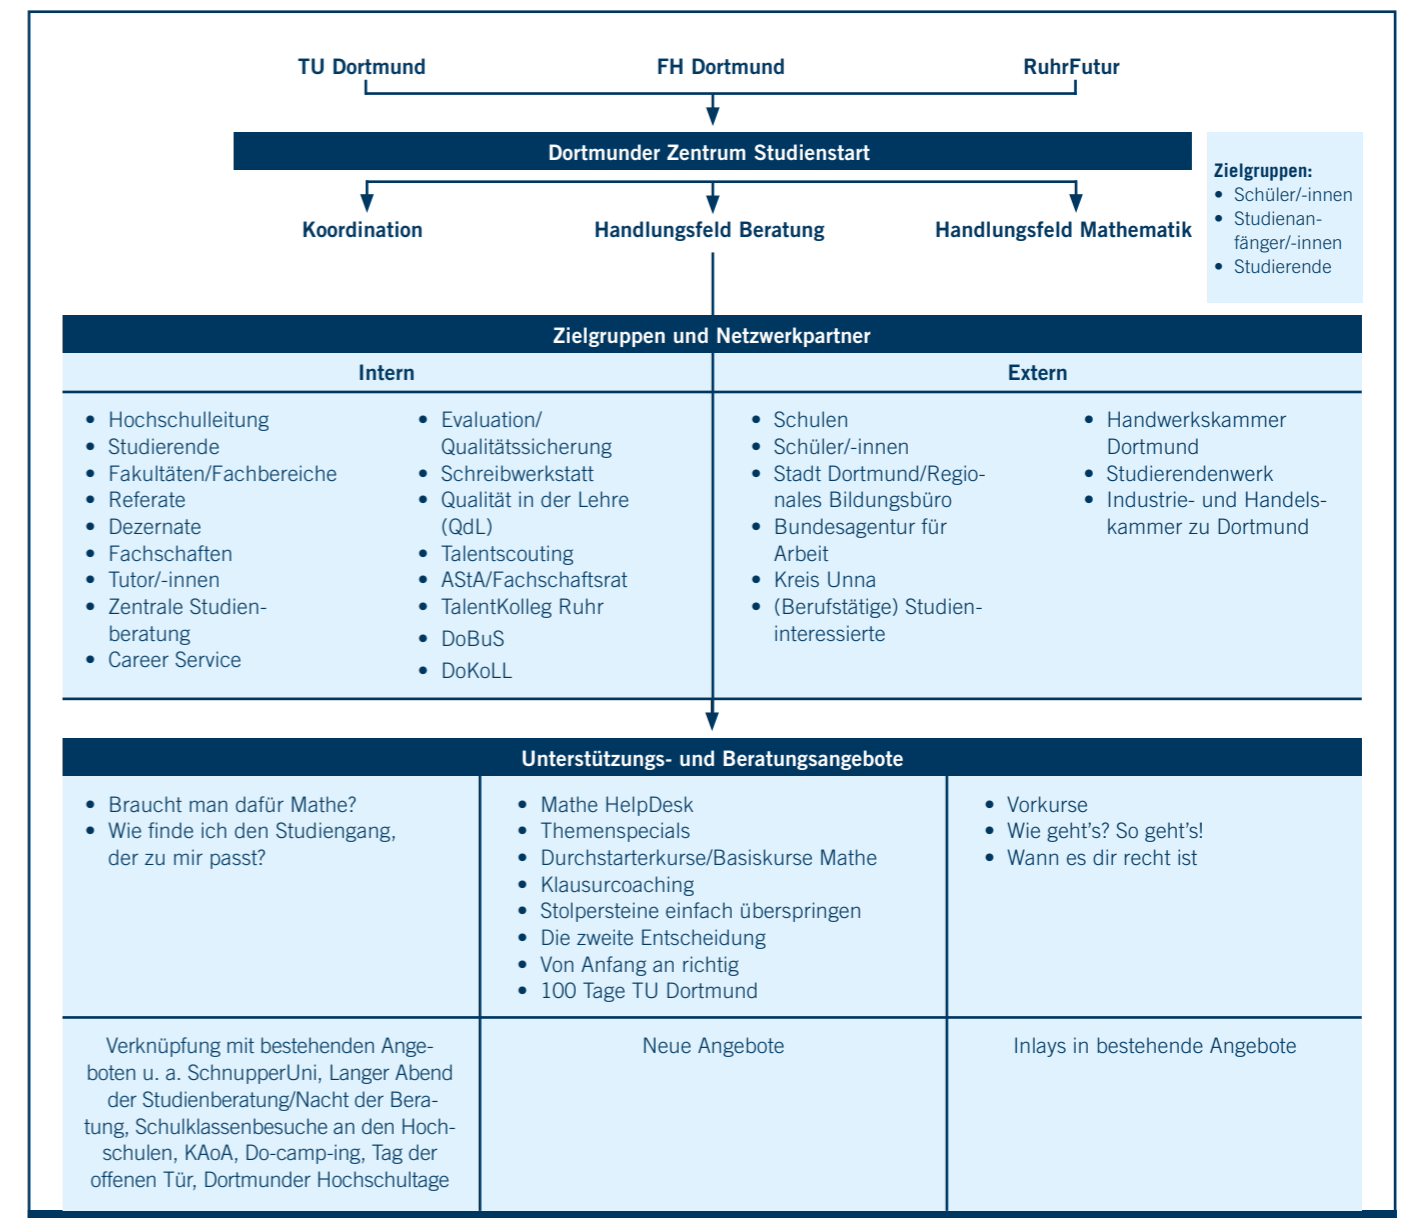 TU Dortmund
FH Dortmund
RuhrFutur
Dortmunder Zentrum Studienstart
Koordination
Handlungsfeld Beratung
Handlungsfeld Mathematik
Zielgruppen:
• Schüler/-innen
• Studienan-
fänger/-innen
• Studierende
Zielgruppen und Netzwerkpartner
Intern
• Hochschulleitung
• Studierende
• Fakultäten/Fachbereiche
• Referate
• Dezernate
• Fachschaften
• Tutor/-innen
• Zentrale Studien-
beratung
• Career Service
• Evaluation/
Qualitätssicherung
• Schreibwerkstatt
• Qualität in der Lehre
(QdL)
• Talentscouting
• AStA/Fachschaftsrat
• TalentKolleg Ruhr
• DoBuS
• DoKoLL
Extern
• Schulen
• Schüler/-innen
• Stadt Dortmund/Regio-
nales Bildungsbüro
• Bundesagentur für
Arbeit
• Kreis Unna
• (Berufstätige) Studien-
interessierte
• Handwerkskammer
Dortmund
• Studierendenwerk
• Industrie- und Handels-
kammer zu Dortmund
Unterstützungs- und Beratungsangebote
• Braucht man dafür Mathe?
• Wie finde ich den Studiengang,
der zu mir passt?
• Mathe HelpDesk
• Themenspecials
• Durchstarterkurse/Basiskurse Mathe
• Klausurcoaching
• Stolpersteine einfach überspringen
• Die zweite Entscheidung
• Von Anfang an richtig
• 100 Tage TU Dortmund
• Vorkurse
• Wie geht's? So geht's!
• Wann es dir recht ist
Verknüpfung mit bestehenden Ange-
boten u. a. SchnupperUni, Langer Abend
der Studienberatung/Nacht der Bera-
tung, Schulklassenbesuche an den Hoch-
schulen, KAoA, Do-camp-ing, Tag der
offenen Tür, Dortmunder Hochschultage
Neue Angebote
Inlays in bestehende Angebote